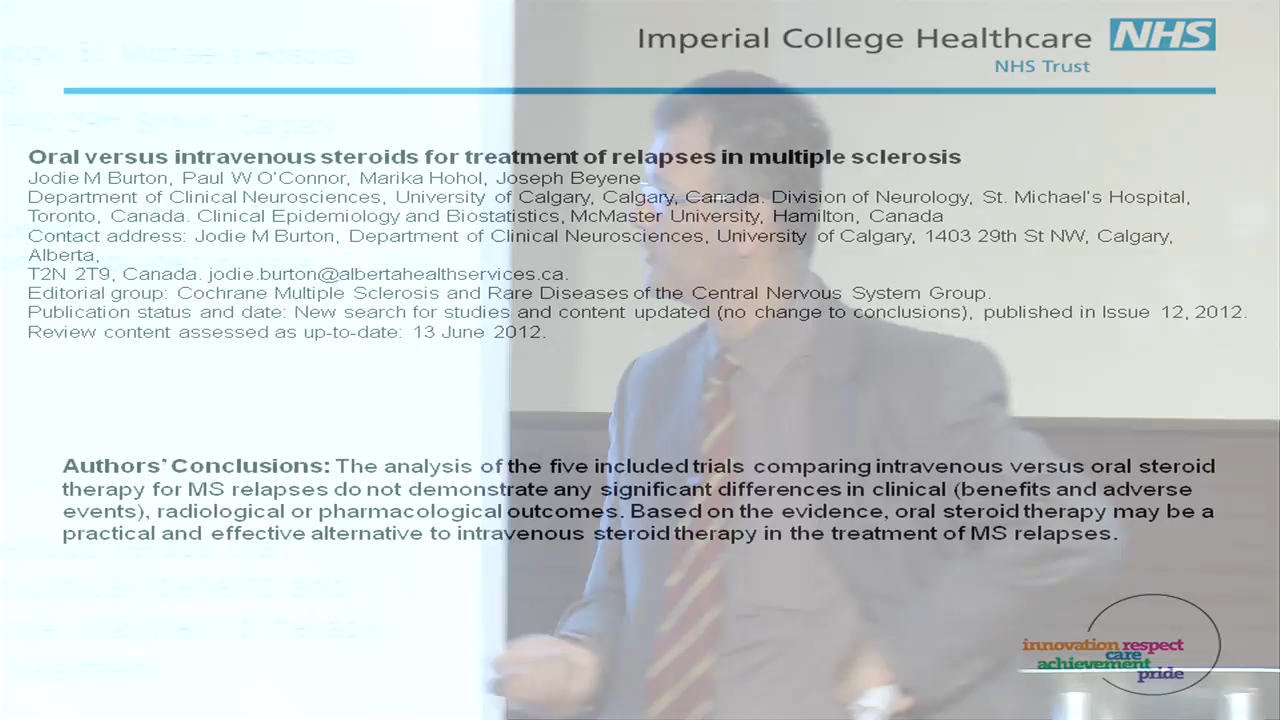 Imperial College Healthcare NHS
NHS Trust
Oral versus intravenous steroids for treatment of relapses in multiple sclerosis
Jodie M Burton, Paul W O'Connor, Marika Hohol, Joseph Beyene
Department of Clinical Neurosciences, University of Calgary, Calgary, Canada. Division of Neurology, St. Michael's Hospital,
Toronto, Canada. Clinical Epidemiology and Biostatistics, McMaster University, Hamilton, Canada
Contact address: Jodie M Burton, Department of Clinical Neurosciences, University of Calgary, 1403 29th St NW, Calgary,
Alberta,
T2N 2T9, Canada. jodie.burton@albertahealthservices.ca.
Editorial group: Cochrane Multiple Sclerosis and Rare Diseases of the Central Nervous System Group.
Publication status and date: New search for studies and content updated (no change to conclusions), published in Issue 12, 2012.
Review content assessed as up-to-date: 13 June 2012.
Authors' Conclusions: The analysis of the five included trials comparing intravenous versus oral steroid
therapy for MS relapses do not demonstrate any significant differences in clinical (benefits and adverse
events), radiological or pharmacological outcomes. Based on the evidence, oral steroid therapy may be a
practical and effective alternative to intravenous steroid therapy in the treatment of MS relapses.
innovation respect
care
achievement
pride